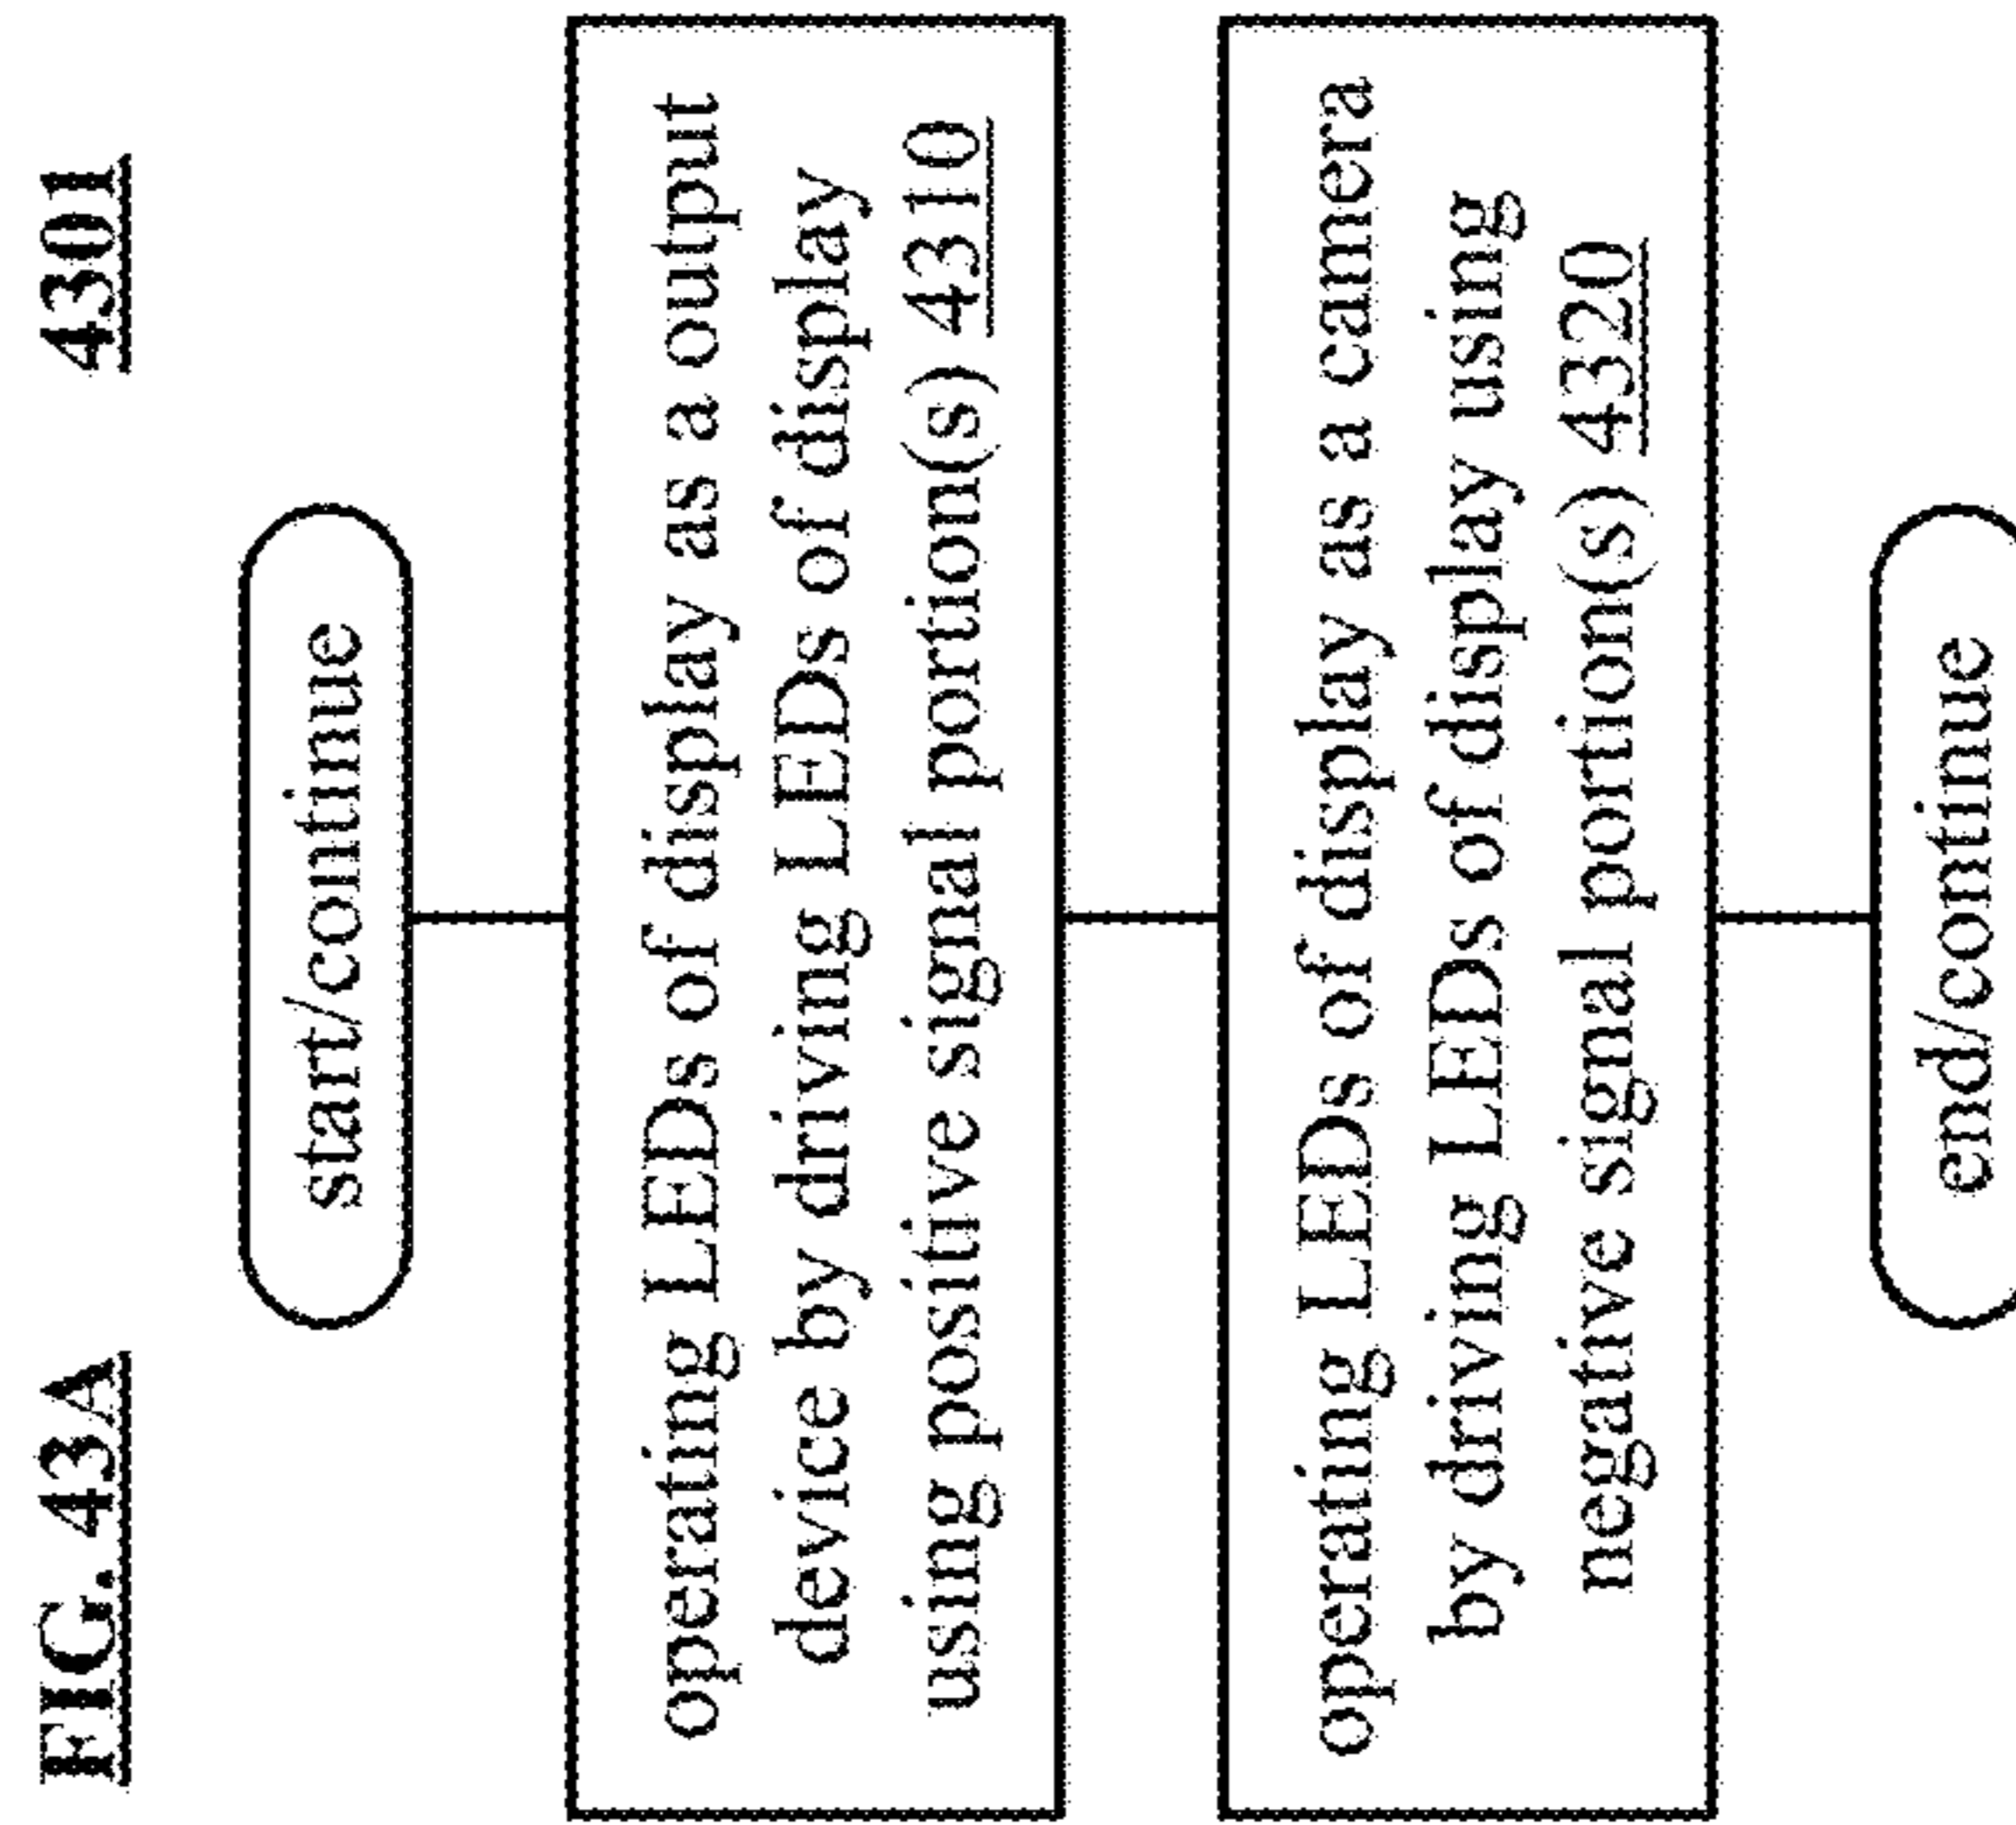 FIG. 43A 4301
start/continue
operating LEDs of display as a output
device by driving LEDs of display
using positive signal portion(s) 4310
operating LEDs of display as a camera
by driving LEDs of display using
negative signal portion(s) 4320
end/continue